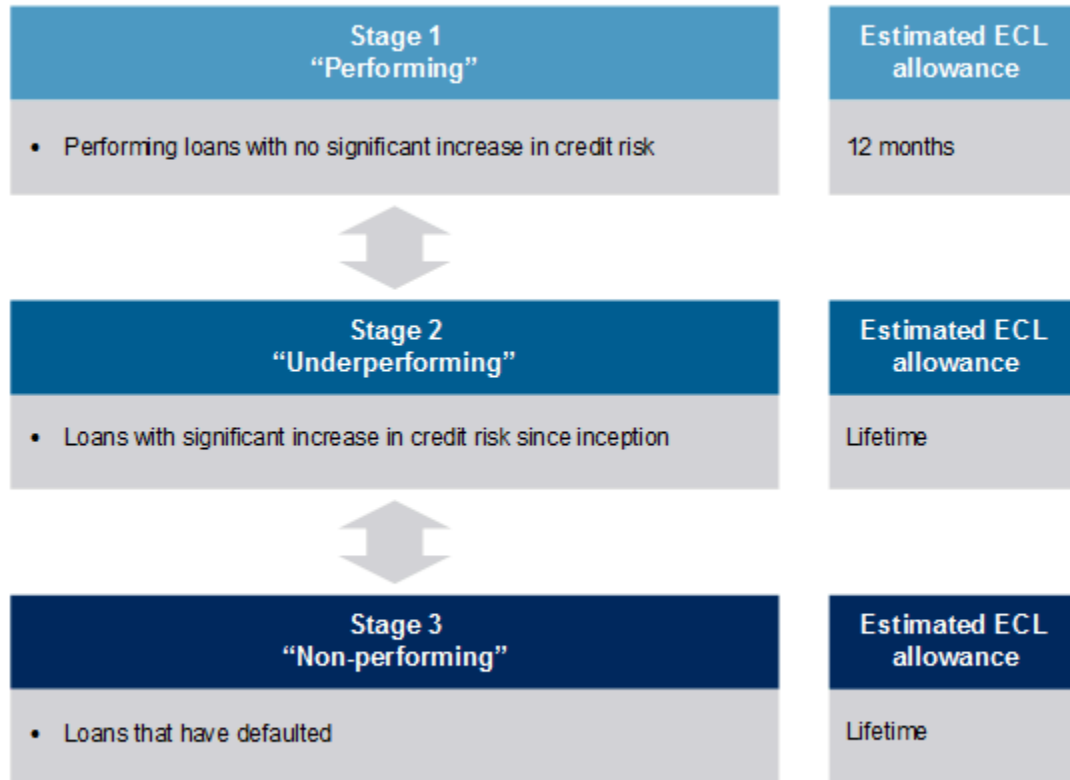 Stage 1
“Performing”
Estimated ECL
allowance
• Performing loans with no significant increase in credit risk
12 months
Stage 2
“Underperforming”
Estimated ECL
allowance
• Loans with significant increase in credit risk since inception
Lifetime
Stage 3
“Non-performing”
Estimated ECL
allowance
• Loans that have defaulted
Lifetime